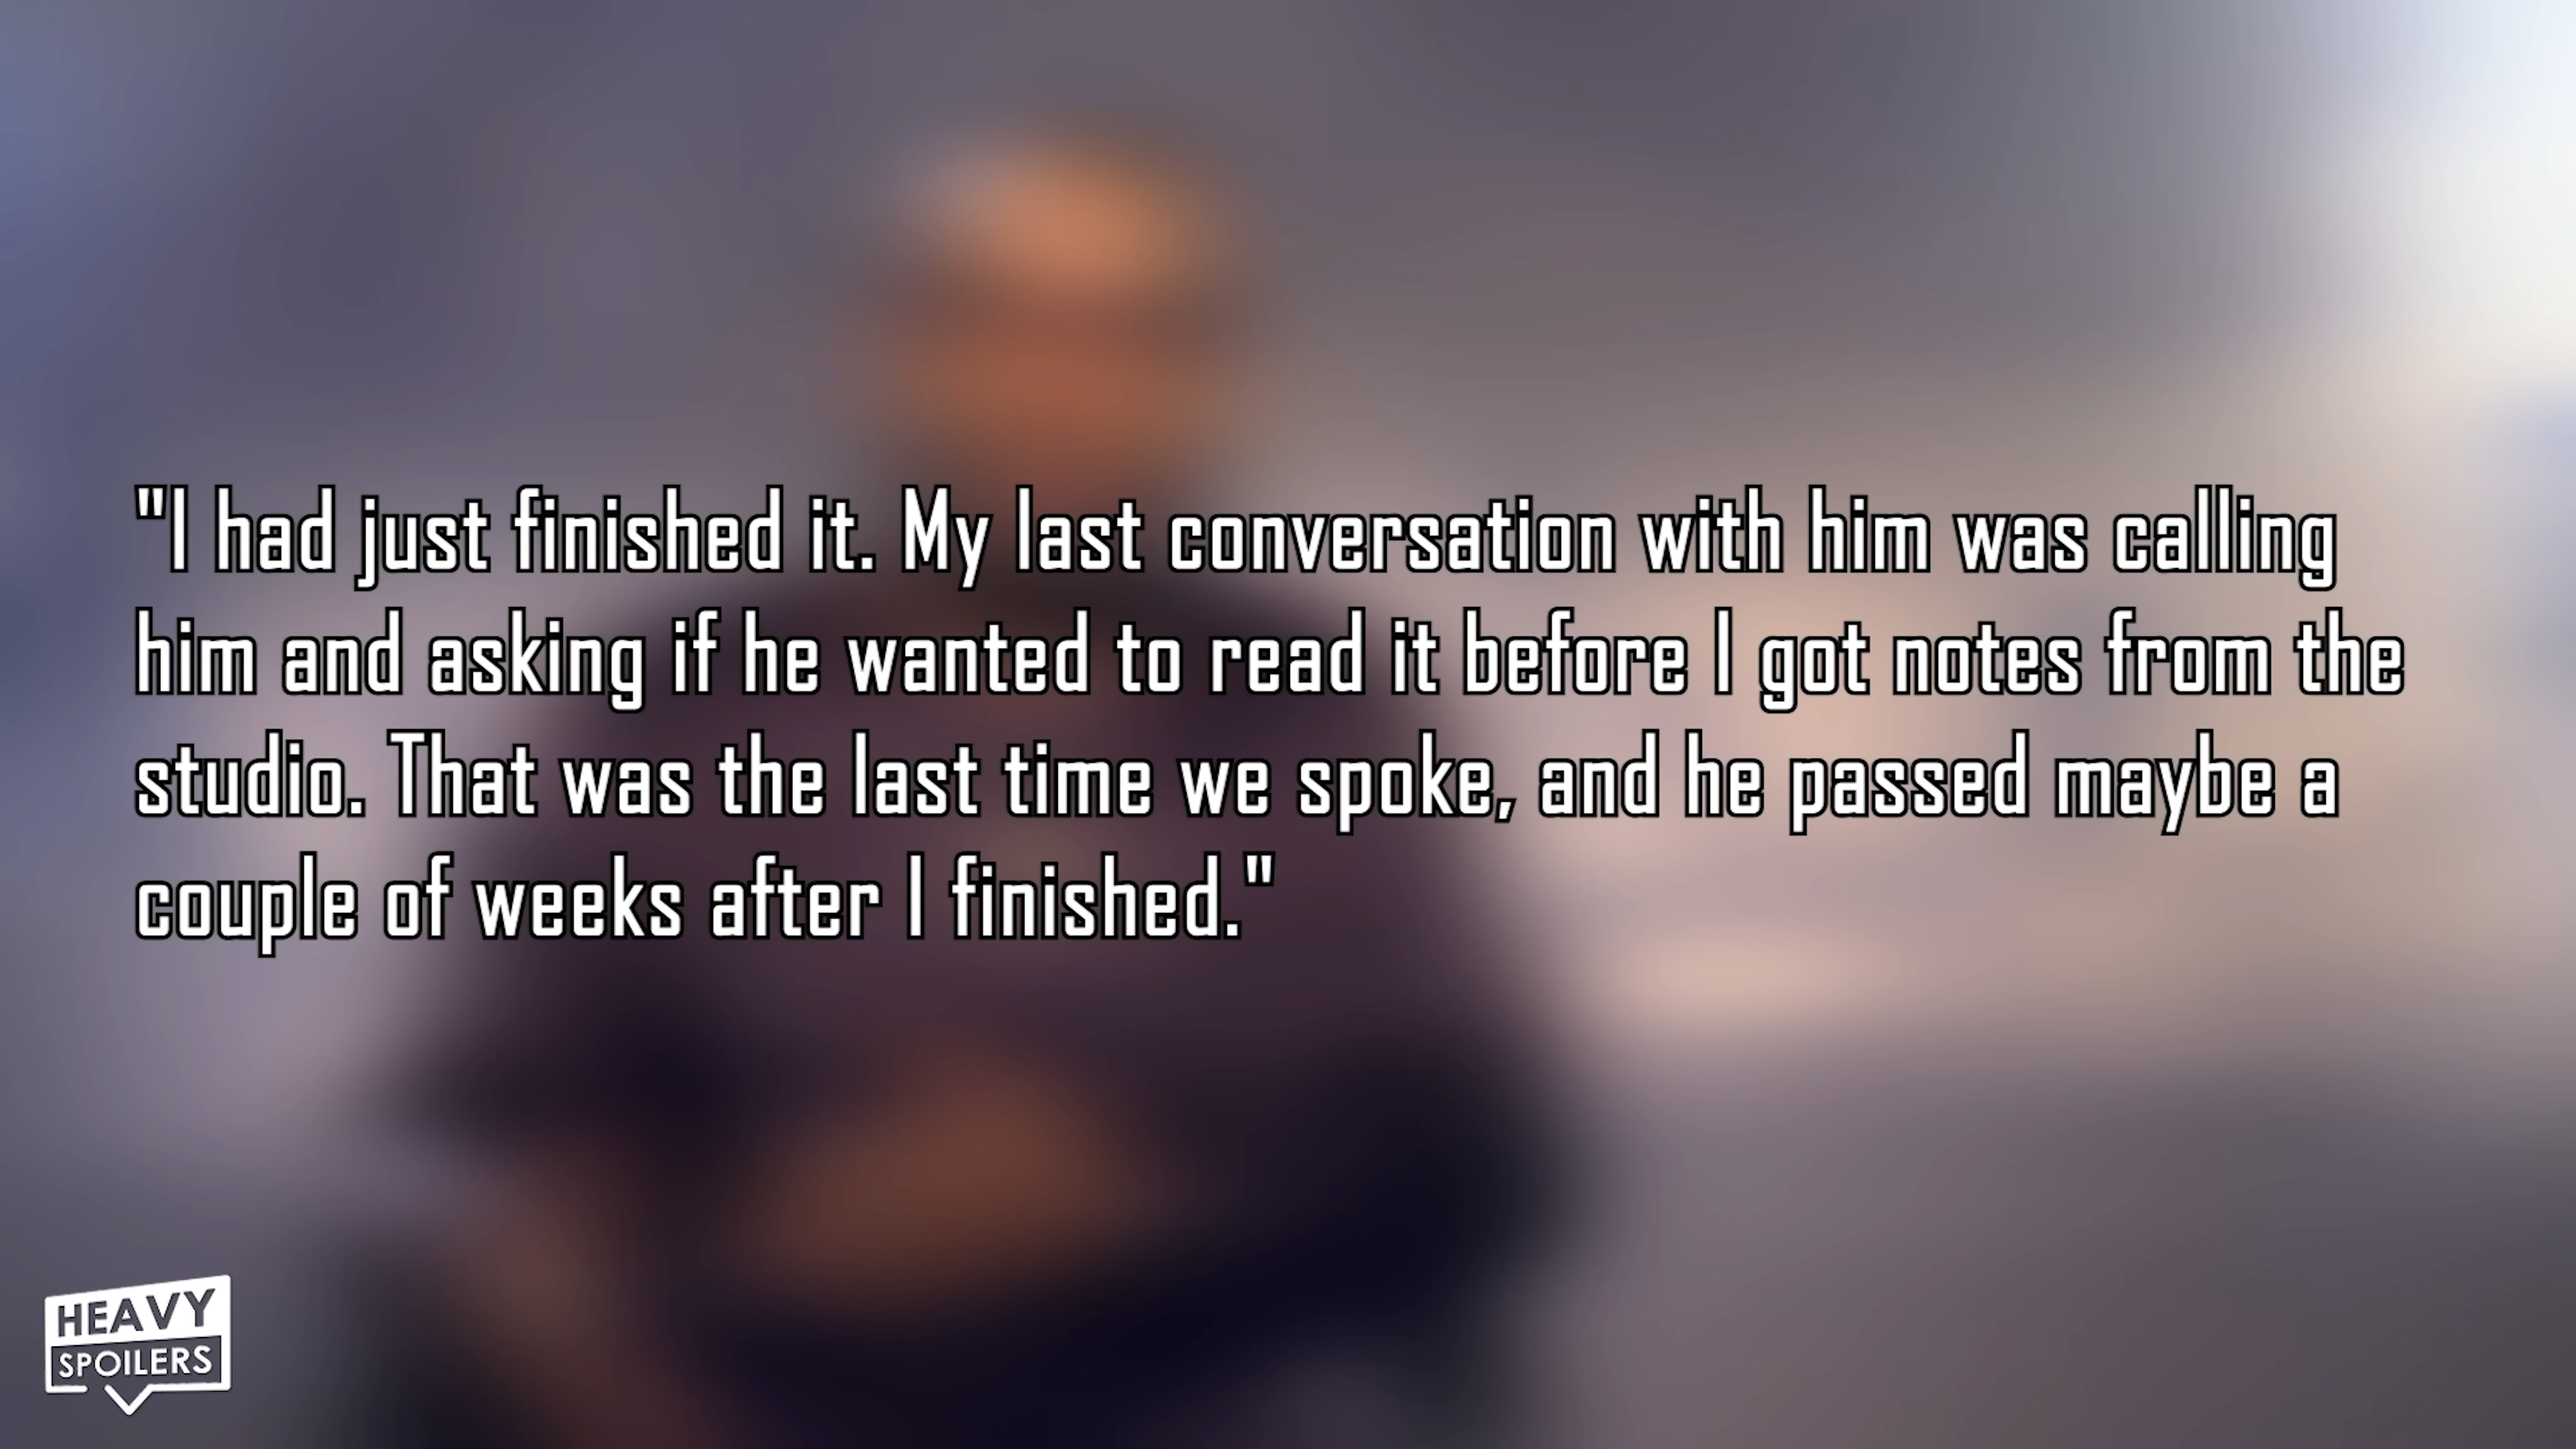 "I had just finished it. My last conversation with him was calling
him and asking if he wanted to read it before I got notes from the
studio. That was the last time we spoke, and he passed maybe a
couple of weeks after I finished."
HEAVY
SPOILERS